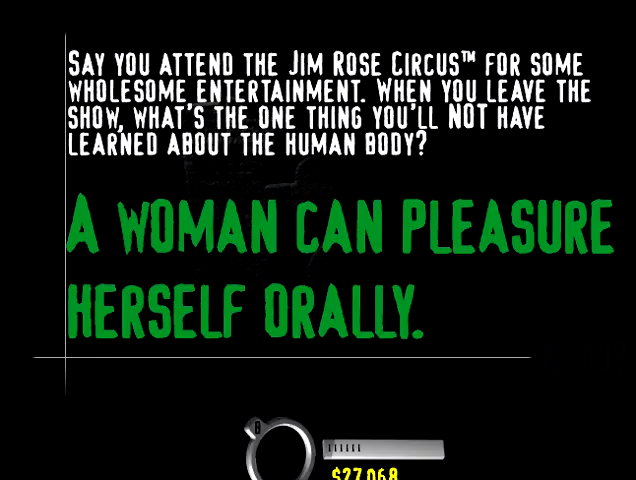 SAY YOU ATTEND THE JIM ROSE CIRCUS™ FOR SOME
WHOLESOME ENTERTAINMENT. WHEN YOU LEAVE THE
SHOW, WHAT'S THE ONE THING YOU'LL NOT HAVE
LEARNED ABOUT THE HUMAN BODY?
A WOMAN CAN PLEASURE
HERSELF ORALLY.
$27,068